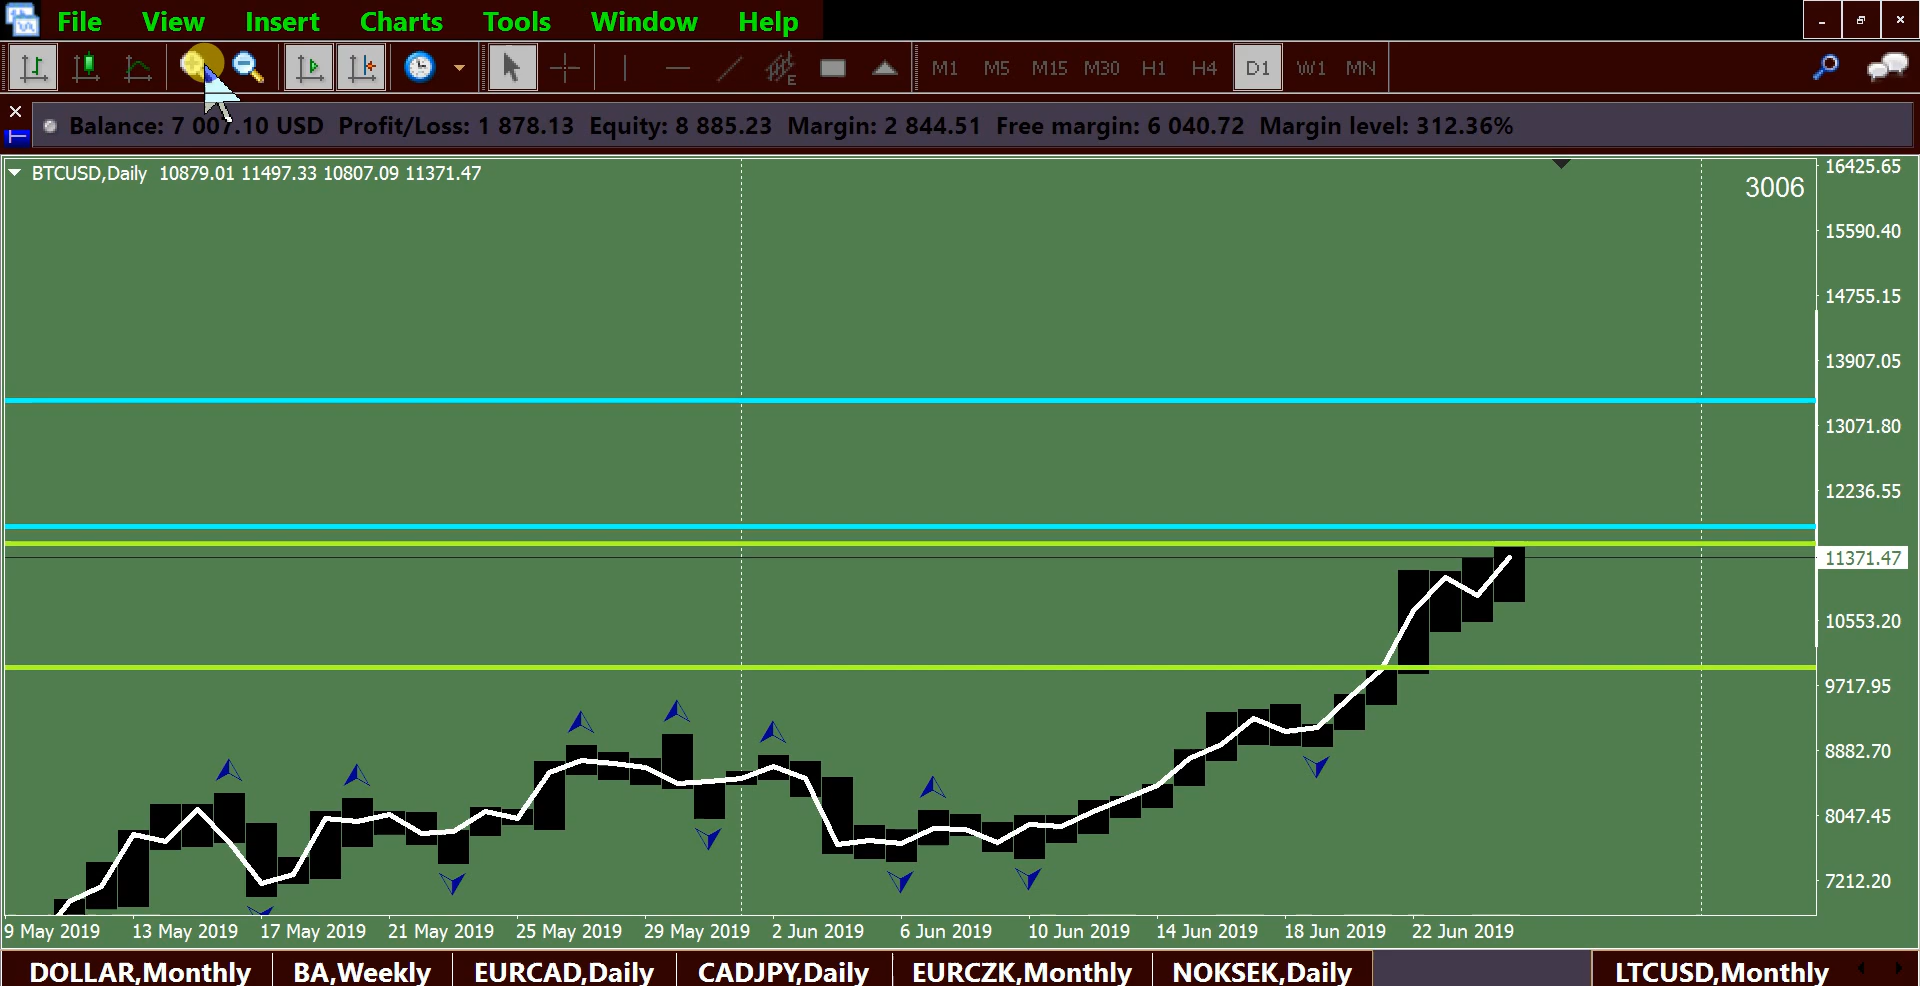 File View Insert Charts Tools Window Help
M1 M5 M15 M30 H1 H4 D1 W1 MN
Balance: 7 007.10 USD Profit/Loss: 1 878.13 Equity: 8 885.23 Margin: 2 844.51 Free margin: 6 040.72 Margin level: 312.36%
BTCUSD,Daily 10879.01 11497.33 10807.09 11371.47
3006
16425.65
15590.40
14755.15
13907.05
13071.80
12236.55
11371.47
10553.20
9717.95
8882.70
8047.45
7212.20
9 May 2019 13 May 2019 17 May 2019 21 May 2019 25 May 2019 29 May 2019 2 Jun 2019 6 Jun 2019 10 Jun 2019 14 Jun 2019 18 Jun 2019 22 Jun 2019
DOLLAR,Monthly BA,Weekly EURCAD,Daily CADJPY,Daily EURCZK,Monthly NOKSEK,Daily LTCUSD,Monthly